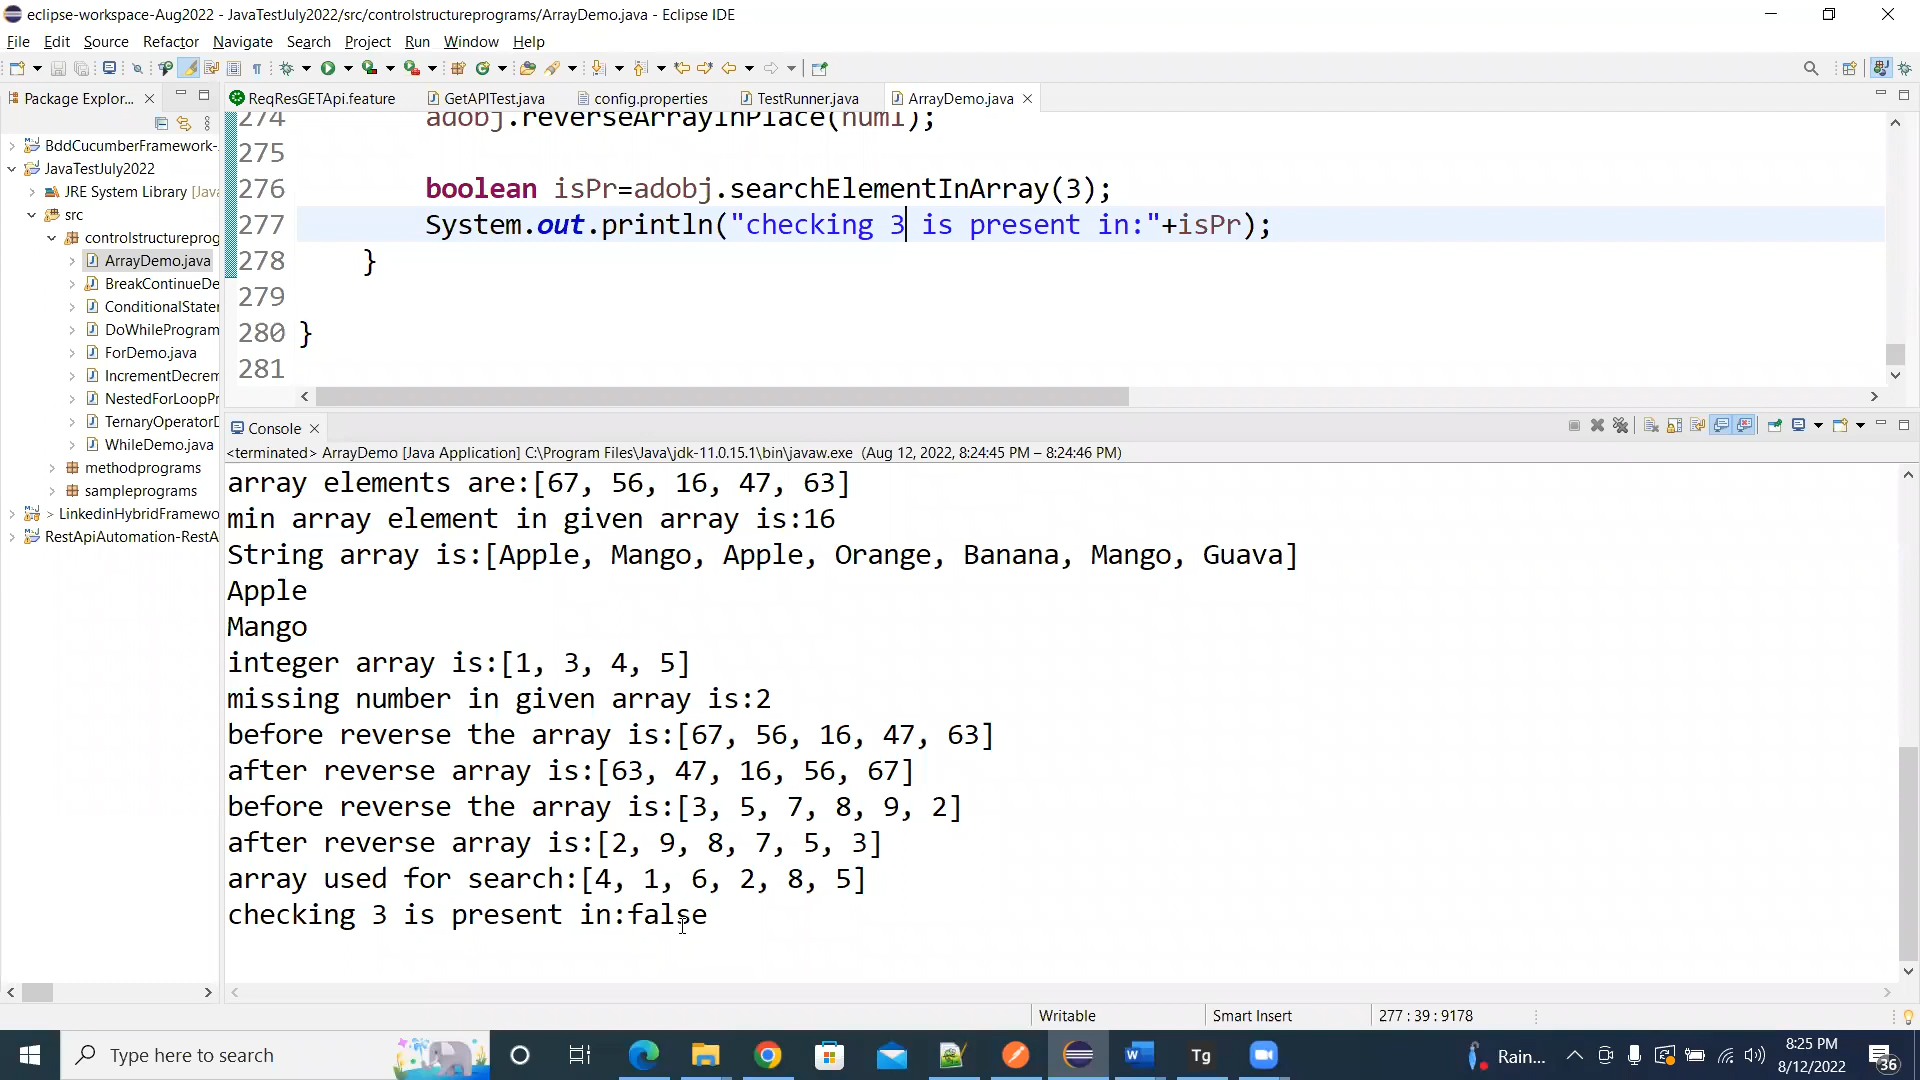 eclipse-workspace-Aug2022 - JavaTestJuly2022/src/controlstructureprograms/ArrayDemo.java - Eclipse IDE
File Edit Source Refactor Navigate Search Project Run Window Help
Package Explor...
ReqResGETApi.feature GetAPITest.java config.properties TestRunner.java ArrayDemo.java
BddCucumberFramework-
JavaTestJuly2022
JRE System Library [Java
src
controlstructureprog
ArrayDemo.java
BreakContinueDe
ConditionalStater
DoWhileProgram
ForDemo.java
IncrementDecrem
NestedForLoopPr
TernaryOperatorD
WhileDemo.java
methodprograms
sampleprograms
> LinkedinHybridFramewo
RestApiAutomation-RestA
274 adobj.reverseArrayInPlace(num1);
275
276 boolean isPr=adobj.searchElementInArray(3);
277 System.out.println("checking 3 is present in:"+isPr);
278 }
279
280 }
281
Console
<terminated> ArrayDemo [Java Application] C:\Program Files\Java\jdk-11.0.15.1\bin\javaw.exe (Aug 12, 2022, 8:24:45 PM – 8:24:46 PM)
array elements are:[67, 56, 16, 47, 63]
min array element in given array is:16
String array is:[Apple, Mango, Apple, Orange, Banana, Mango, Guava]
Apple
Mango
integer array is:[1, 3, 4, 5]
missing number in given array is:2
before reverse the array is:[67, 56, 16, 47, 63]
after reverse array is:[63, 47, 16, 56, 67]
before reverse the array is:[3, 5, 7, 8, 9, 2]
after reverse array is:[2, 9, 8, 7, 5, 3]
array used for search:[4, 1, 6, 2, 8, 5]
checking 3 is present in:false
Writable Smart Insert 277 : 39 : 9178
Type here to search
Tg
Rain...
8:25 PM
8/12/2022
36